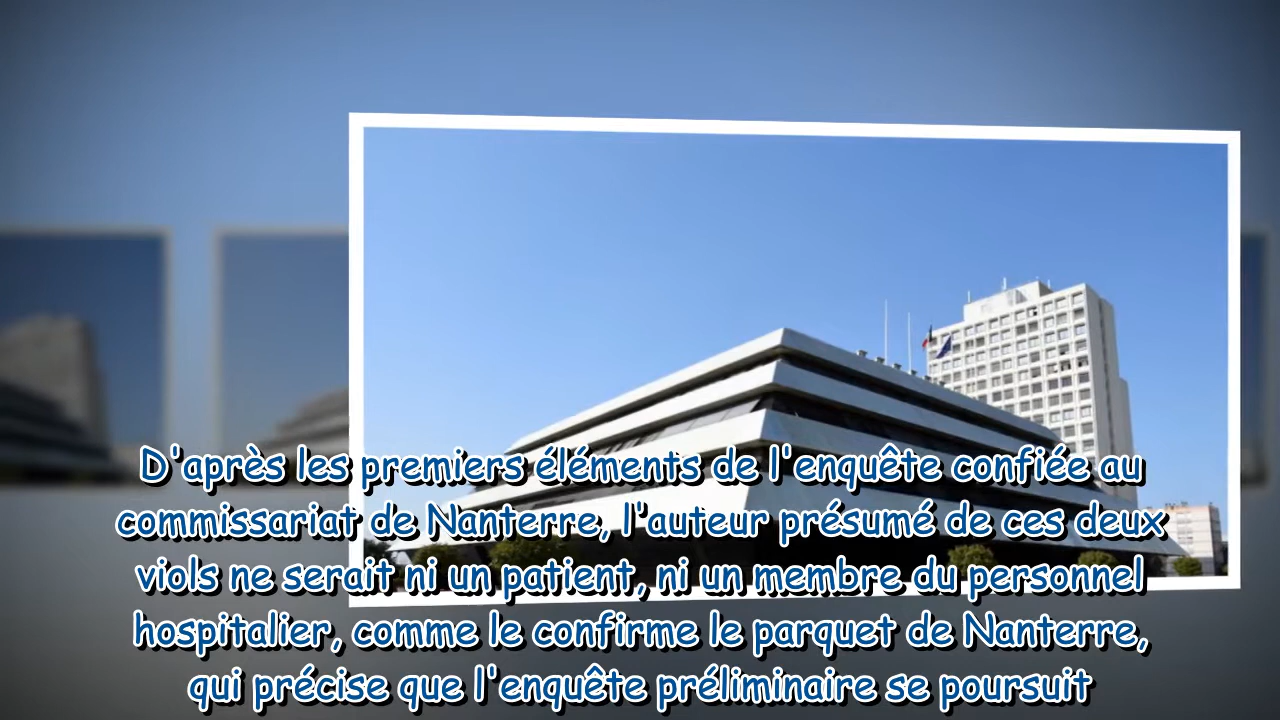 D'après les premiers éléments de l'enquête confiée au
commissariat de Nanterre, l'auteur présumé de ces deux
viols ne serait ni un patient, ni un membre du personnel
hospitalier, comme le confirme le parquet de Nanterre,
qui précise que l'enquête préliminaire se poursuit